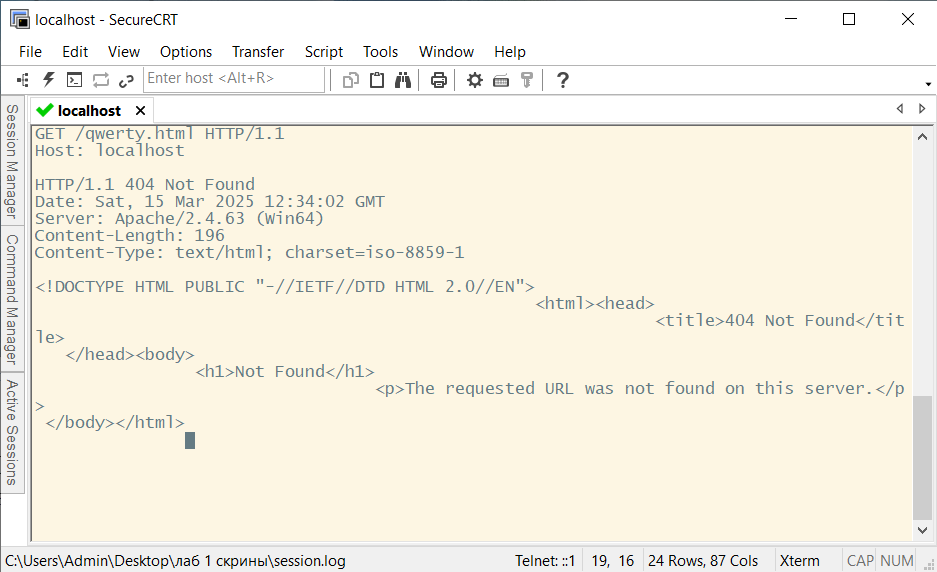 localhost - SecureCRT
File Edit View Options Transfer Script Tools Window Help
Enter host <Alt+R>
localhost
Session Manager
Command Manager
Active Sessions
GET /qwerty.html HTTP/1.1
Host: localhost
HTTP/1.1 404 Not Found
Date: Sat, 15 Mar 2025 12:34:02 GMT
Server: Apache/2.4.63 (Win64)
Content-Length: 196
Content-Type: text/html; charset=iso-8859-1
<!DOCTYPE HTML PUBLIC "-//IETF//DTD HTML 2.0//EN">
<html><head>
<title>404 Not Found</tit
le>
</head><body>
<h1>Not Found</h1>
<p>The requested URL was not found on this server.</p
>
</body></html>
C:\Users\Admin\Desktop\лаб 1 скрины\session.log Telnet: ::1 19, 16 24 Rows, 87 Cols Xterm CAP NUM